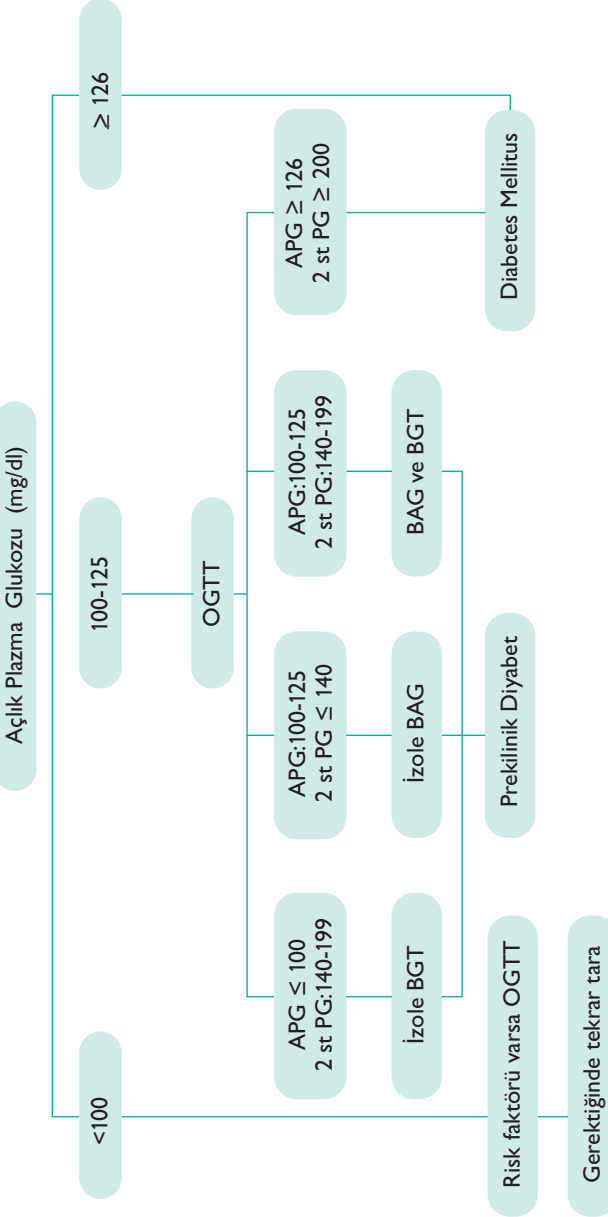 Açlık Plazma Glukozu (mg/dl)
<100
100-125
≥ 126
OGTT
APG ≤ 100
2 st PG:140-199
APG:100-125
2 st PG ≤ 140
APG:100-125
2 st PG:140-199
APG ≥ 126
2 st PG ≥ 200
İzole BGT
İzole BAG
BAG ve BGT
Risk faktörü varsa OGTT
Prekilinik Diyabet
Diabetes Mellitus
Gerektiğinde tekrar tara